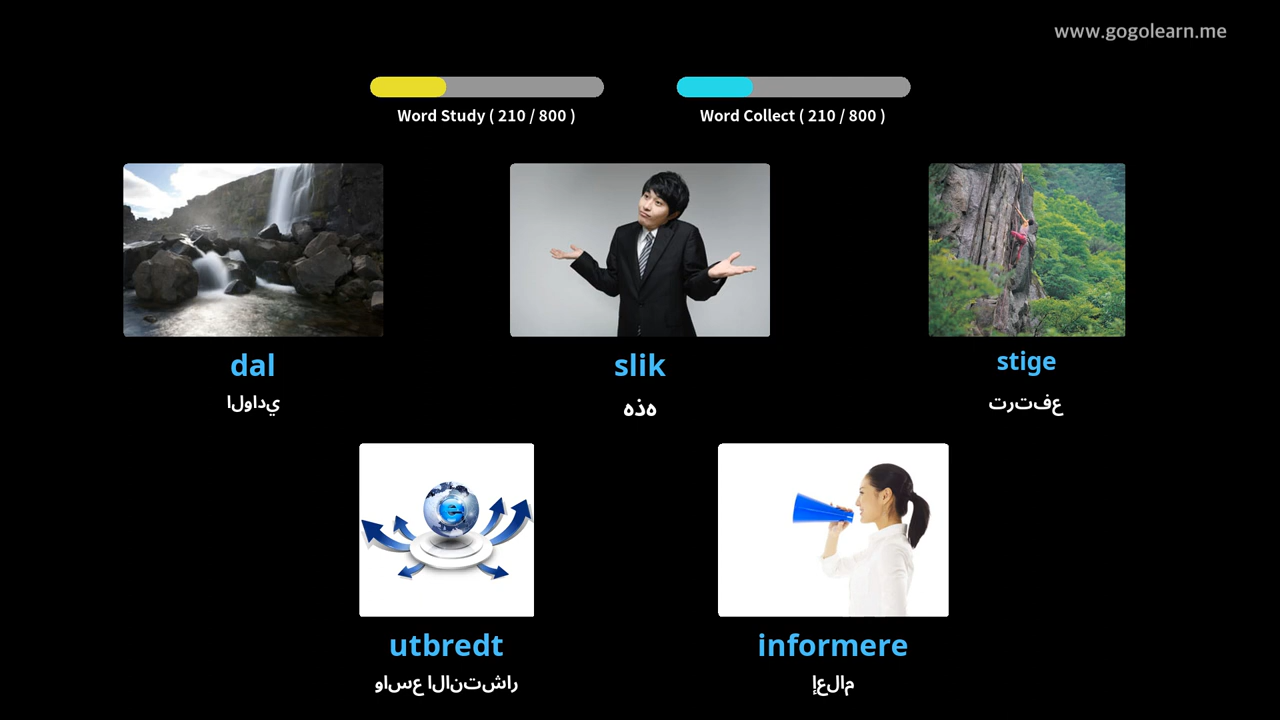 www.gogolearn.me
Word Study ( 210 / 800 )
Word Collect ( 210 / 800 )
dal
slik
stige
الوادي
هذه
ترتفع
utbredt
informere
واسع الانتشار
إعلام